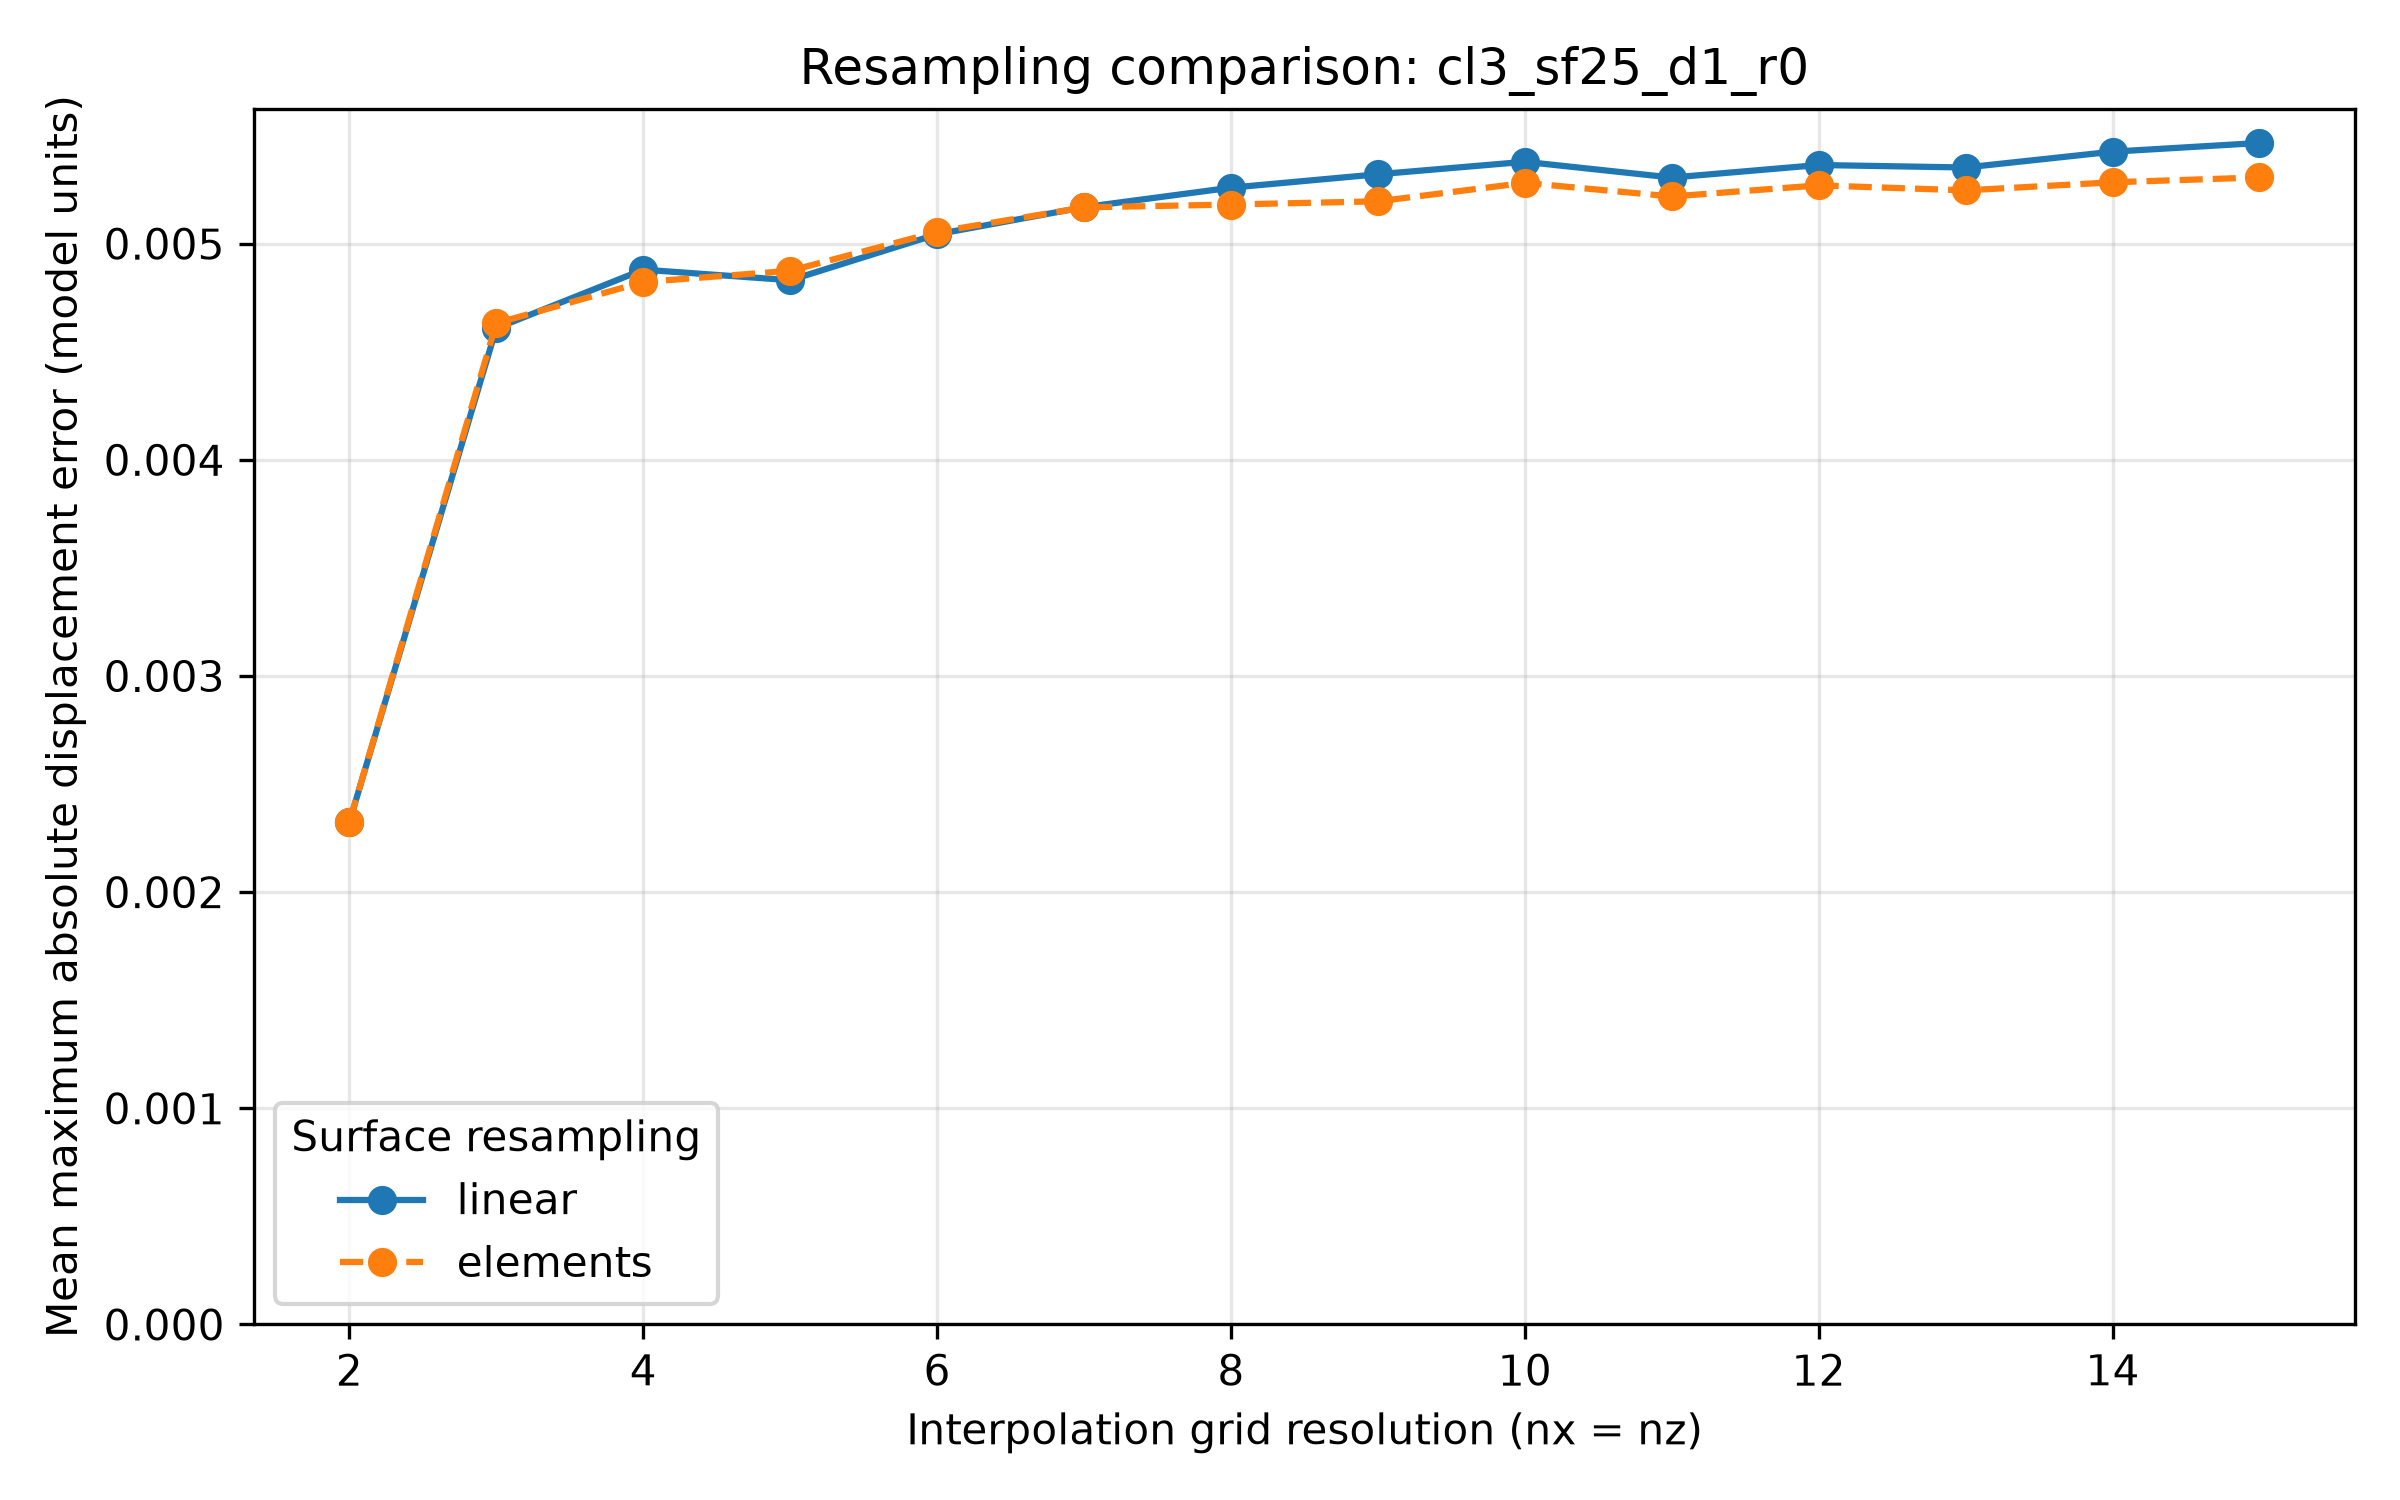 Resampling comparison: cl3_sf25_d1_r0
Mean maximum absolute displacement error (model units)
0.005
0.004
0.003
0.002
0.001
0.000
Surface resampling
linear
elements
2 4 6 8 10 12 14
Interpolation grid resolution (nx = nz)